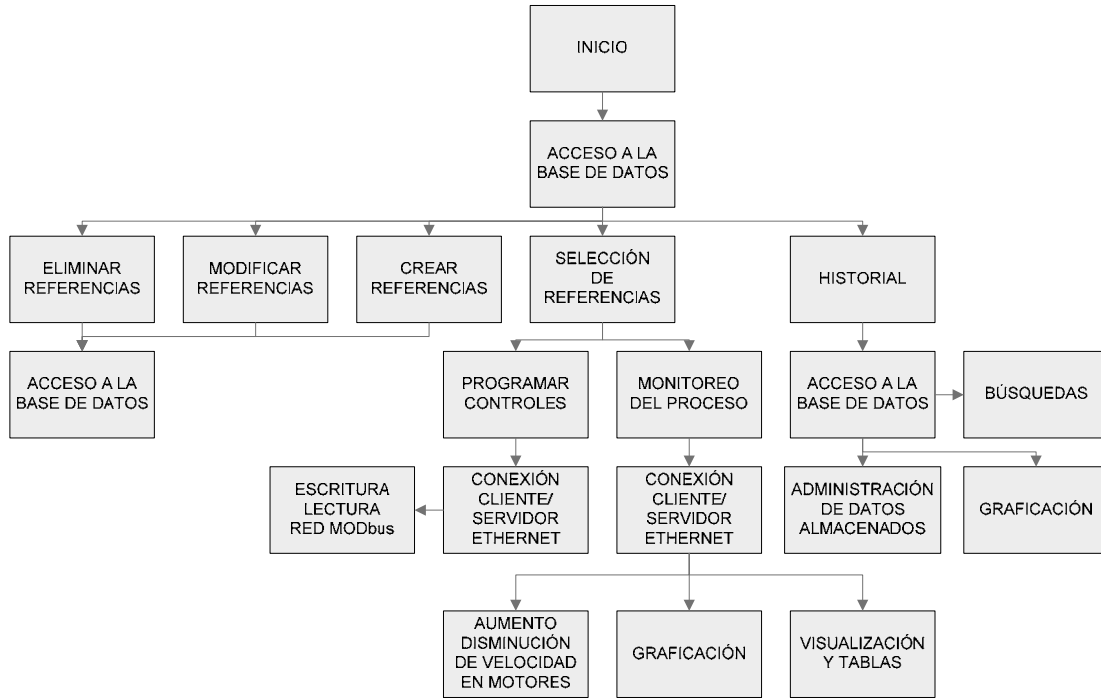 INICIO
ACCESO A LA
BASE DE DATOS
ELIMINAR
REFERENCIAS
MODIFICAR
REFERENCIAS
CREAR
REFERENCIAS
SELECCIÓN
DE
REFERENCIAS
HISTORIAL
ACCESO A LA
BASE DE DATOS
PROGRAMAR
CONTROLES
MONITOREO
DEL PROCESO
ACCESO A LA
BASE DE DATOS
BÚSQUEDAS
ESCRITURA
LECTURA
RED MODbus
CONEXIÓN
CLIENTE/
SERVIDOR
ETHERNET
CONEXIÓN
CLIENTE/
SERVIDOR
ETHERNET
ADMINISTRACIÓN
DE DATOS
ALMACENADOS
GRAFICACIÓN
AUMENTO
DISMINUCIÓN
DE VELOCIDAD
EN MOTORES
GRAFICACIÓN
VISUALIZACIÓN
Y TABLAS